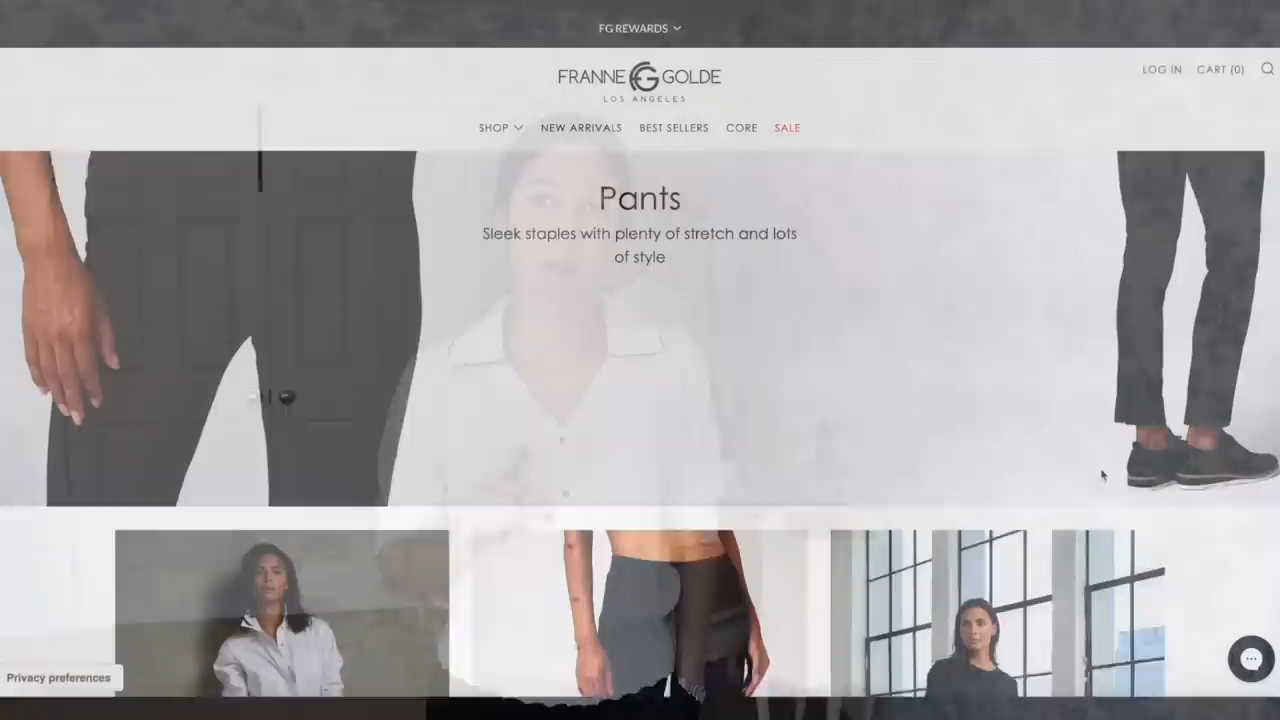 FG REWARDS
FRANNE GOLDE
LOS ANGELES
LOG IN CART (0)
SHOP NEW ARRIVALS BEST SELLERS CORE SALE
Pants
Sleek staples with plenty of stretch and lots
of style
Privacy preferences